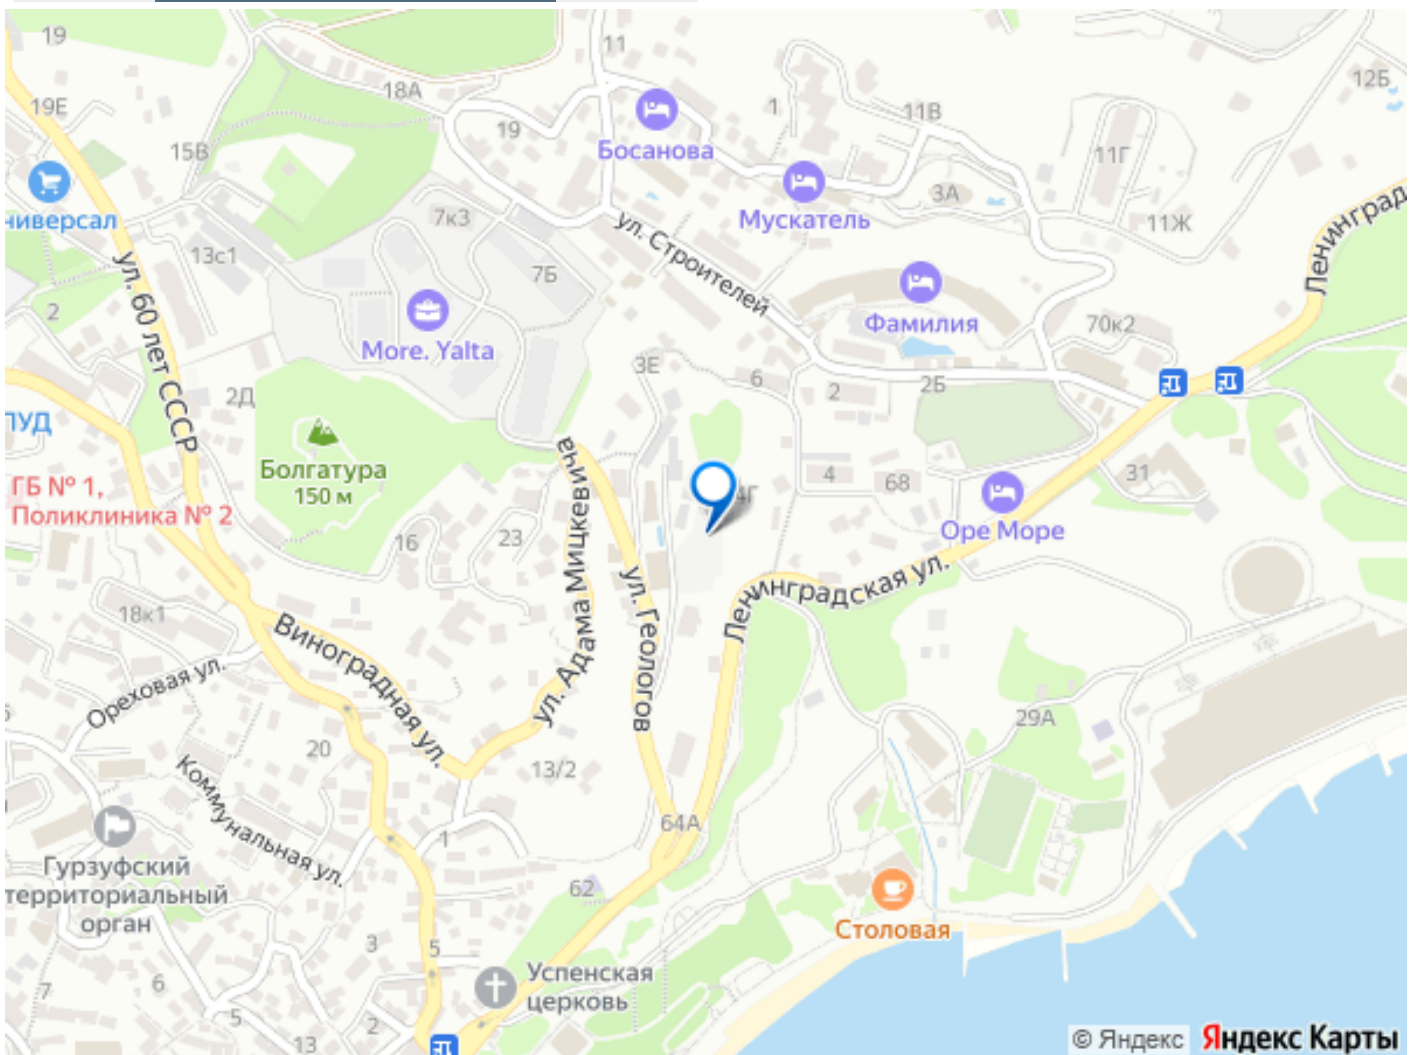 19
11
12Б
18А
19Е
1
11В
19
Босанова
15В
11Г
ниверсал
7к3
Мускатель
3А
11Ж
Ленинград
13с1
ул. Строителей
7Б
ул. 60 лет СССР
2
More. Yalta
Фамилия
70к2
3Е
6
2
2Б
2Д
ПУД
Болгатура
150 м
4
68
31
4Г
ГБ № 1,
Поликлиника № 2
ул. Адама Мицкевича
Оре Море
16
23
ул. Геологов
Ленинградская ул.
18к1
Виноградная ул.
Ореховая ул.
29А
20
13/2
Коммунальная ул.
64А
1
Гурзуфский
территориальный
орган
62
Столовая
3
5
Успенская
церковь
7
6
5
2
13
© Яндекс Яндекс Карты